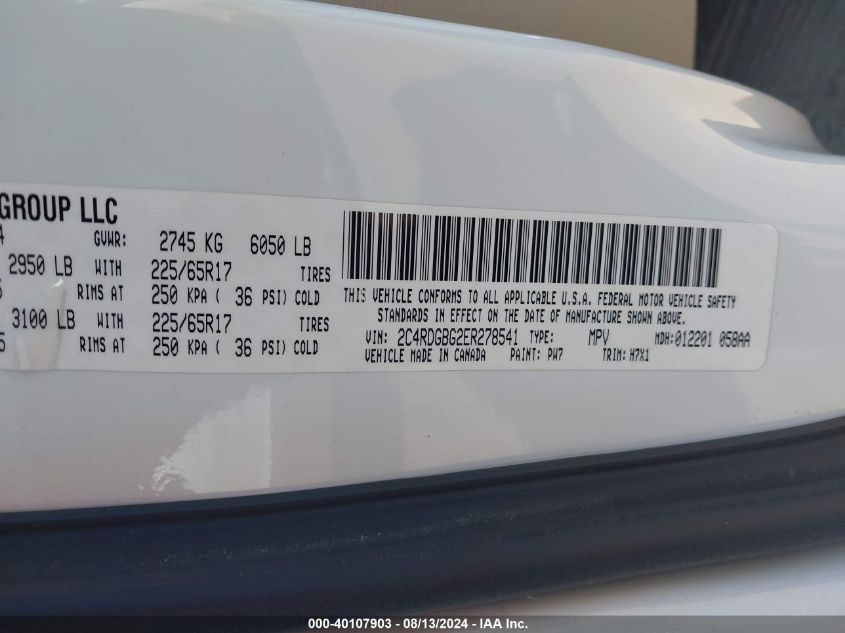 GROUP LLC
4 GVWR: 2745 KG 6050 LB
2950 LB WITH 225/65R17 TIRES
5 RIMS AT 250 KPA ( 36 PSI) COLD
3100 LB WITH 225/65R17 TIRES
5 RIMS AT 250 KPA ( 36 PSI) COLD
THIS VEHICLE CONFORMS TO ALL APPLICABLE U.S.A. FEDERAL MOTOR VEHICLE SAFETY
STANDARDS IN EFFECT ON THE DATE OF MANUFACTURE SHOWN ABOVE.
VIN: 2C4RDGBG2ER278541 TYPE: MPV MDH:012201 058AA
VEHICLE MADE IN CANADA PAINT: PW7 TRIM: H7X1
000-40107903 - 08/13/2024 - IAA Inc.